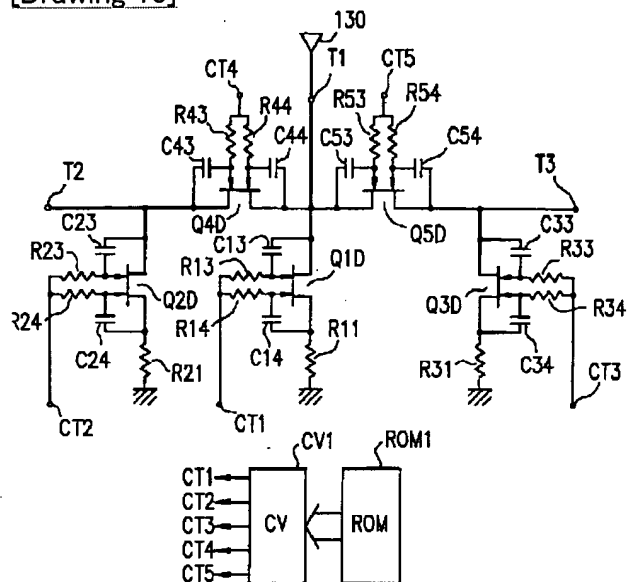 130
T1
CT4
CT5
R43
R44
R53
R54
C43
C44
C53
C54
T2
T3
Q4D
Q5D
C23
C13
C33
R23
R13
Q1D
R33
Q2D
Q3D
R24
R14
R34
C24
R21
C14
R11
R31
C34
CT3
CT2
CT1
CV1
ROM1
CT1
CT2
CT3
CT4
CT5
CV
ROM